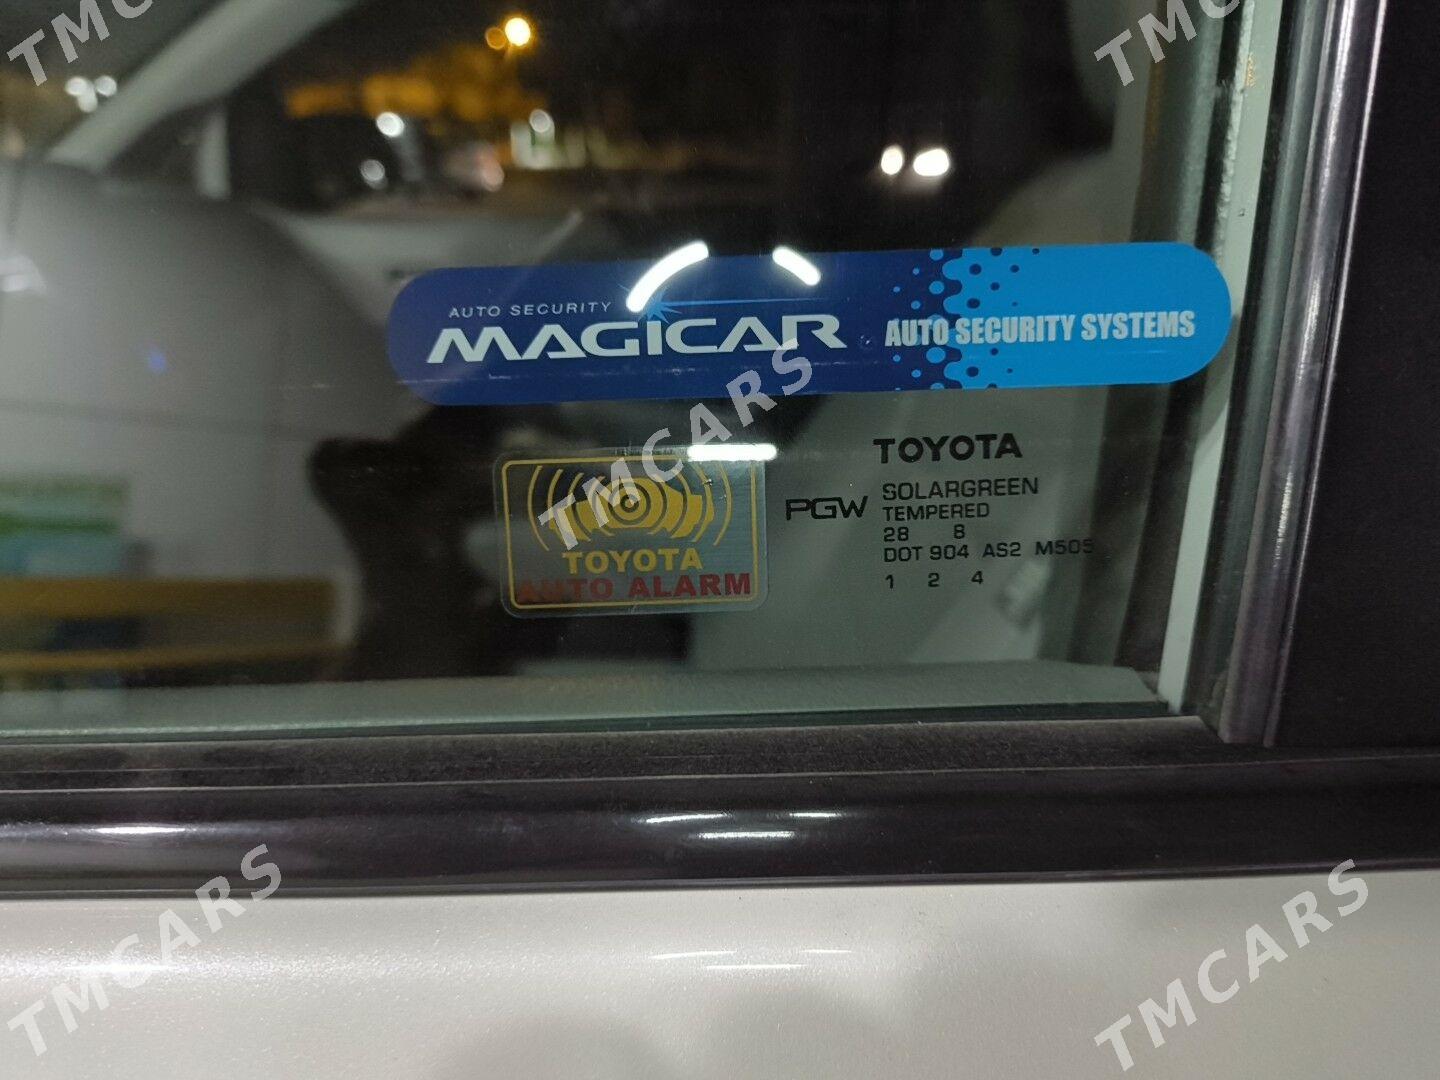 TMCARS
TMCARS
AUTO SECURITY
MAGICAR
AUTO SECURITY SYSTEMS
TMCARS
TOYOTA
AUTO ALARM
TOYOTA
PGW
SOLARGREEN
TEMPERED
28 8
DOT 904 AS2 M505
1 2 4
TMCARS
TMCARS